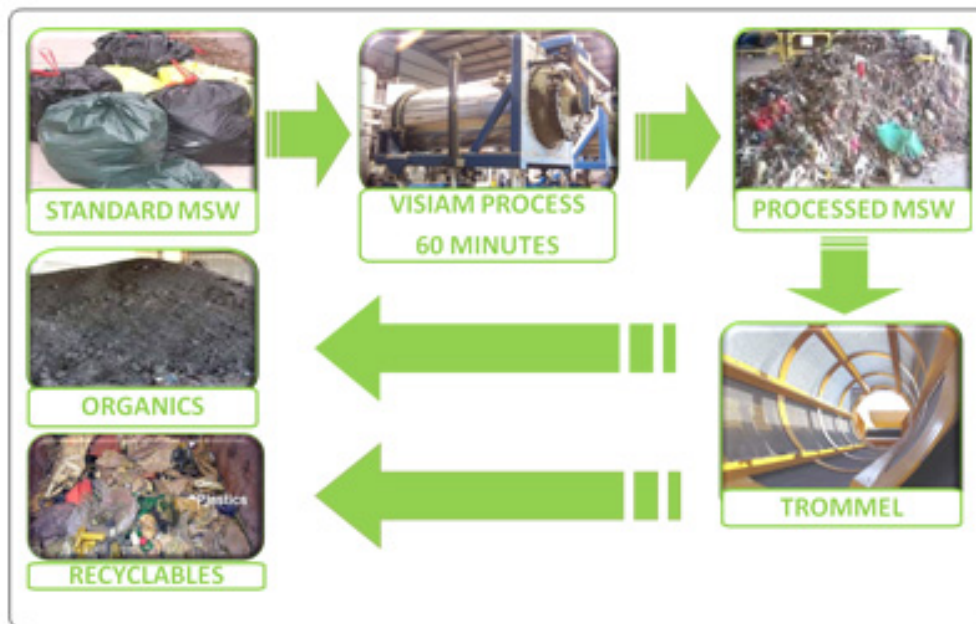 STANDARD MSW
VISIAM PROCESS
60 MINUTES
PROCESSED MSW
ORGANICS
*Plastics
RECYCLABLES
TROMMEL